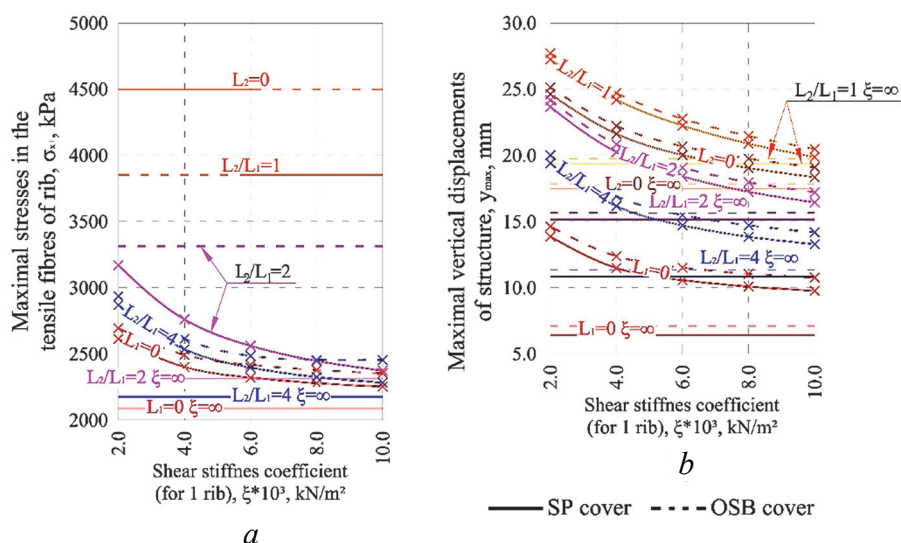 Maximal stresses in the
tensile fibres of rib, σₓ, kPa
5000
4500
4000
3500
3000
2500
2000
L₂=0
L₂/L₁=1
L₂/L₁=2
L₂/L₁=4
L₁=0
L₂/L₁=2 ξ=∞
L₂/L₁=4 ξ=∞
L₁=0 ξ=∞
2.0
4.0
6.0
8.0
10.0
Shear stiffnes coefficient
(for 1 rib), ξ*10³, kN/m²
a
Maximal vertical displacements
of structure, yₘₐₓ, mm
30.0
25.0
20.0
15.0
10.0
5.0
L₂/L₁=1
L₂/L₁=1 ξ=∞
L₂=0
L₂/L₁=2
L₂=0 ξ=∞
L₂/L₁=4
L₂/L₁=2 ξ=∞
L₂/L₁=4 ξ=∞
L₁=0
L₁=0 ξ=∞
2.0
4.0
6.0
8.0
10.0
Shear stiffnes coefficient
(for 1 rib), ξ*10³, kN/m²
b
SP cover
OSB cover